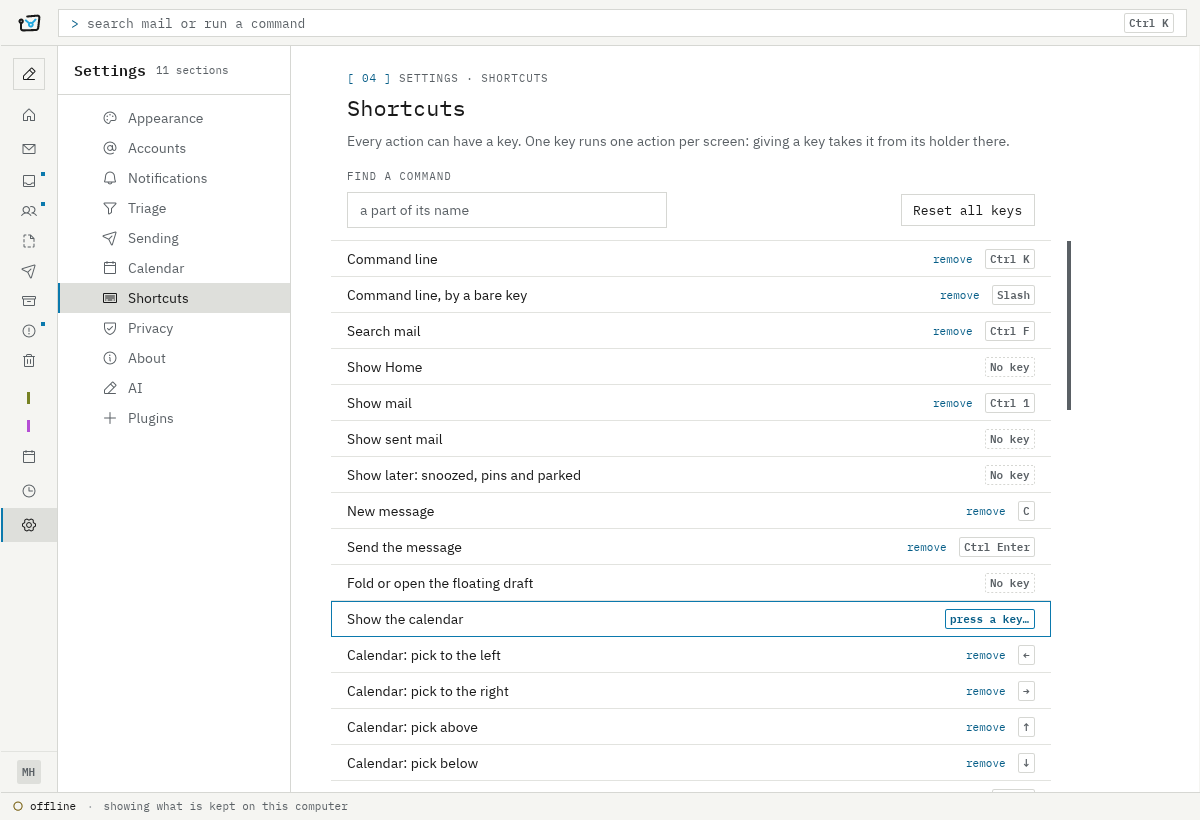 > search mail or run a command Ctrl K
Settings 11 sections
Appearance
Accounts
Notifications
Triage
Sending
Calendar
Shortcuts
Privacy
About
AI
Plugins
MH
[ 04 ] SETTINGS · SHORTCUTS
Shortcuts
Every action can have a key. One key runs one action per screen: giving a key takes it from its holder there.
FIND A COMMAND
a part of its name
Reset all keys
Command line remove Ctrl K
Command line, by a bare key remove Slash
Search mail remove Ctrl F
Show Home No key
Show mail remove Ctrl 1
Show sent mail No key
Show later: snoozed, pins and parked No key
New message remove C
Send the message remove Ctrl Enter
Fold or open the floating draft No key
Show the calendar press a key…
Calendar: pick to the left remove ←
Calendar: pick to the right remove →
Calendar: pick above remove ↑
Calendar: pick below remove ↓
offline · showing what is kept on this computer